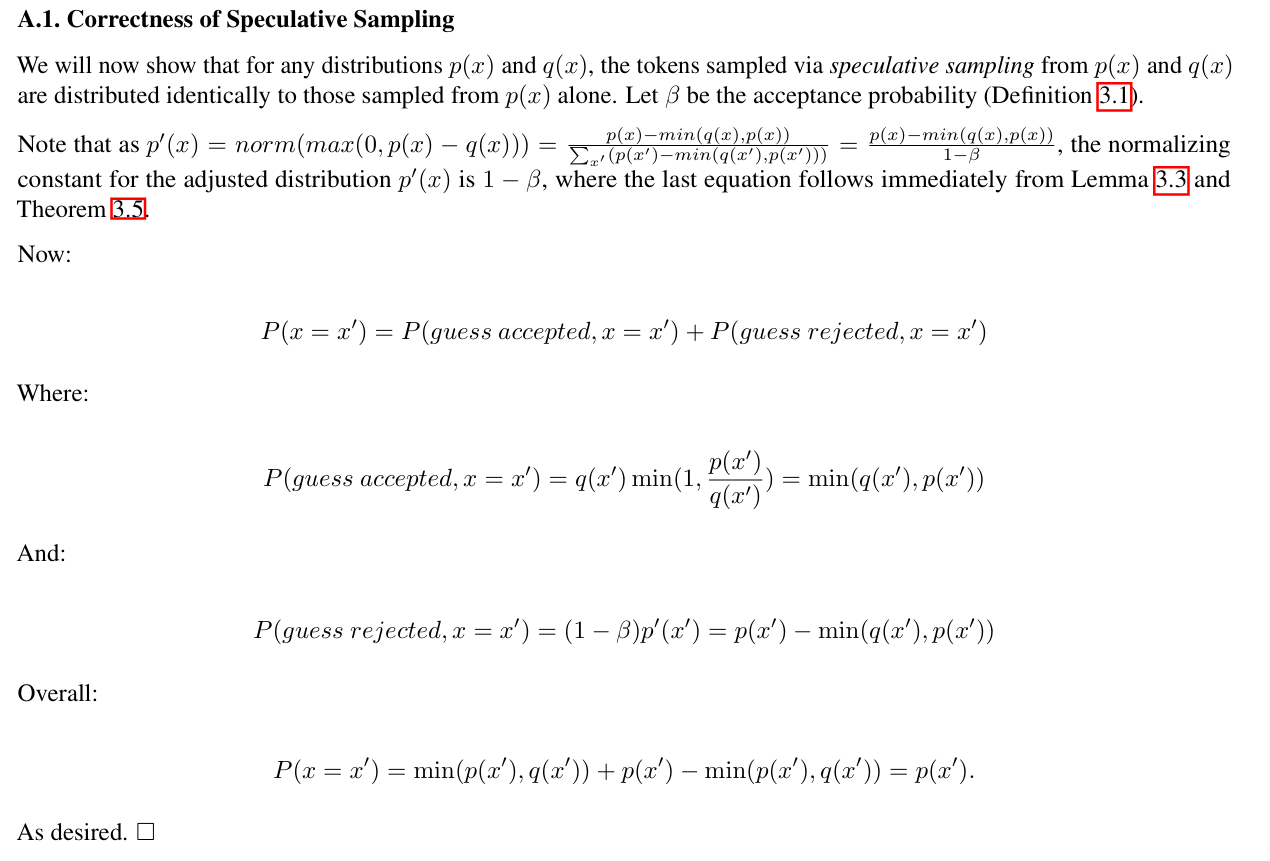 A.1. Correctness of Speculative Sampling
We will now show that for any distributions p(x) and q(x), the tokens sampled via speculative sampling from p(x) and q(x)
are distributed identically to those sampled from p(x) alone. Let β be the acceptance probability (Definition 3.1).
Note that as p′(x) = norm(max(0, p(x) − q(x))) = \frac{p(x)−min(q(x),p(x))}{\sum_{x′}(p(x′)−min(q(x′),p(x′)))} = \frac{p(x)−min(q(x),p(x))}{1−β}, the normalizing
constant for the adjusted distribution p′(x) is 1 − β, where the last equation follows immediately from Lemma 3.3 and
Theorem 3.5.
Now:
P(x = x′) = P(guess accepted, x = x′) + P(guess rejected, x = x′)
Where:
P(guess accepted, x = x′) = q(x′) min(1, \frac{p(x′)}{q(x′)}) = min(q(x′), p(x′))
And:
P(guess rejected, x = x′) = (1 − β)p′(x′) = p(x′) − min(q(x′), p(x′))
Overall:
P(x = x′) = min(p(x′), q(x′)) + p(x′) − min(p(x′), q(x′)) = p(x′).
As desired. □